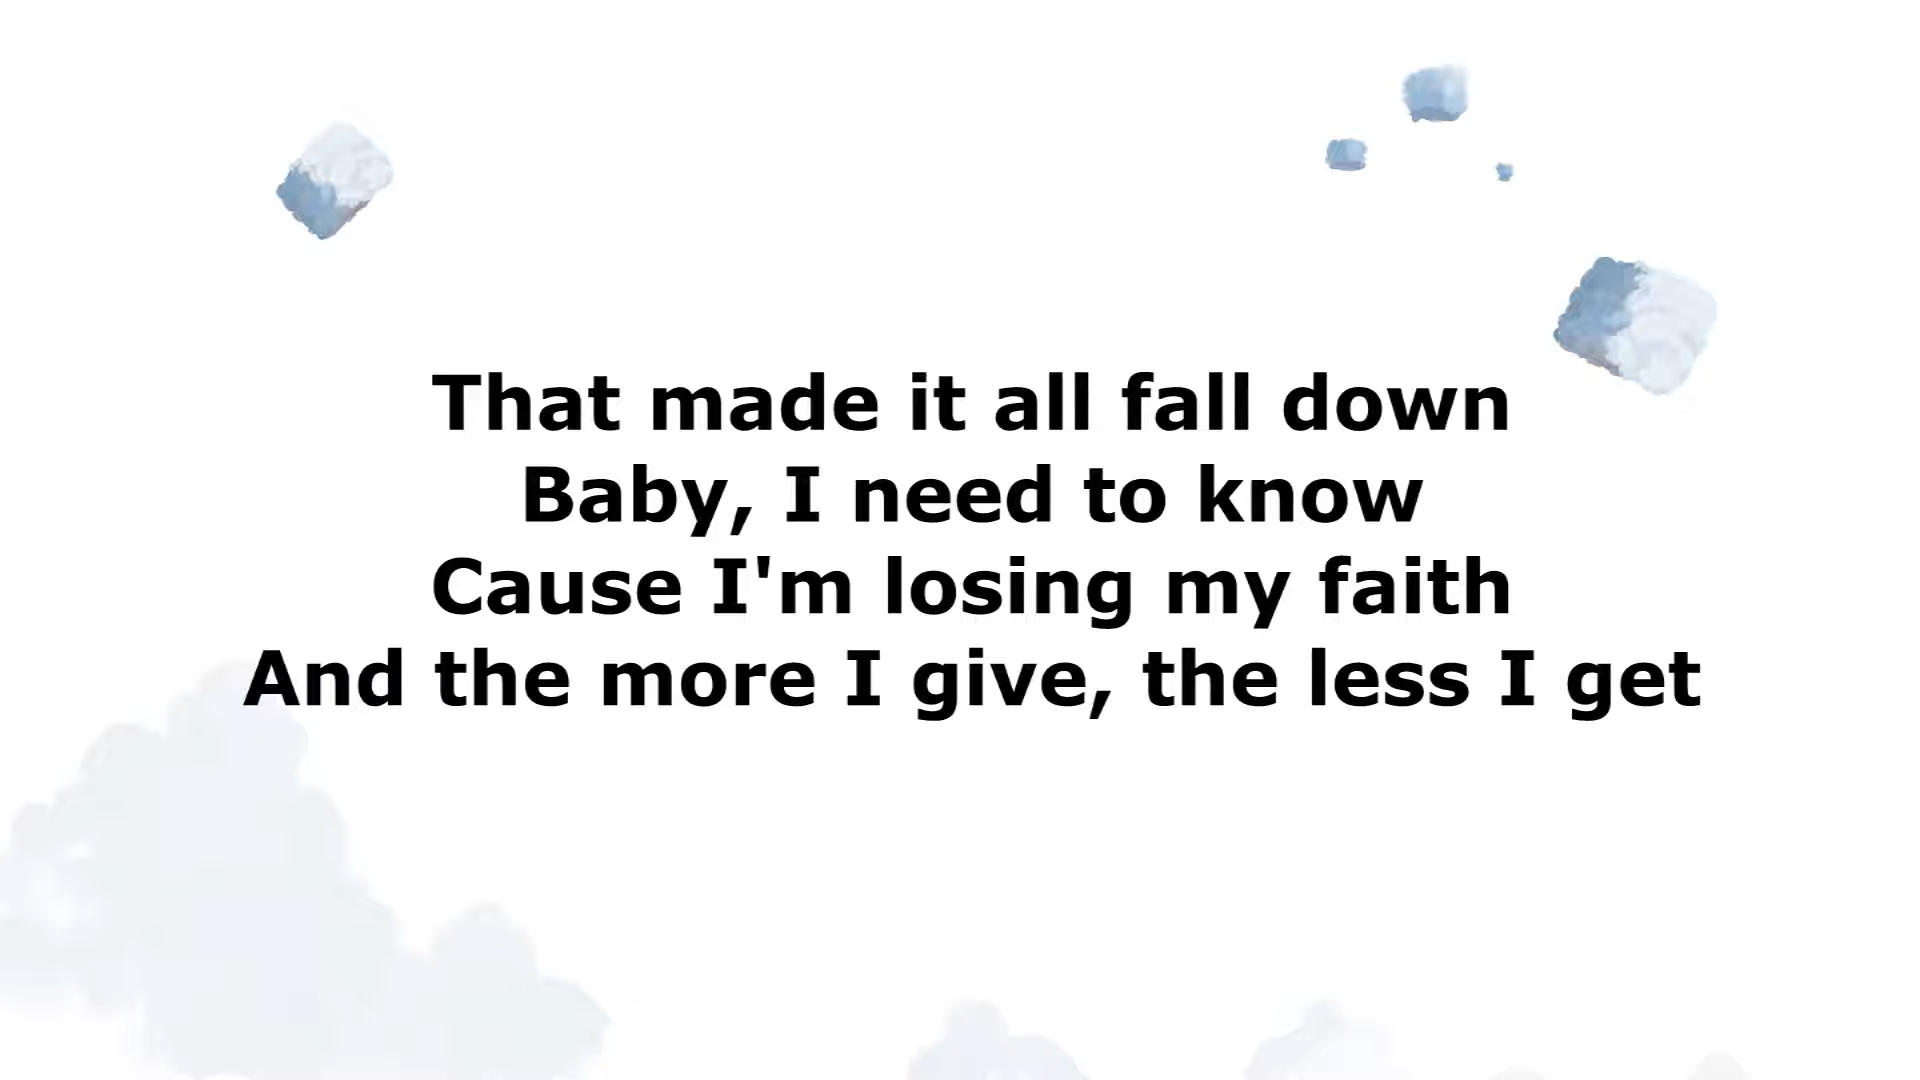 That made it all fall down
Baby, I need to know
Cause I'm losing my faith
And the more I give, the less I get